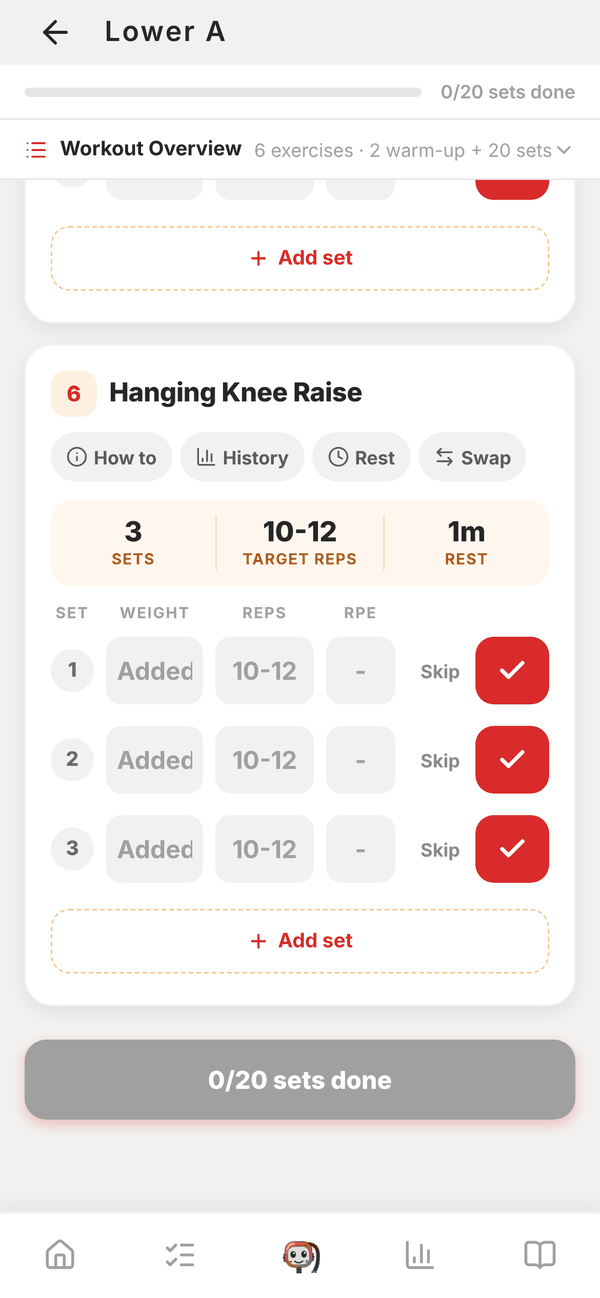 Lower A
0/20 sets done
Workout Overview 6 exercises · 2 warm-up + 20 sets
+ Add set
6 Hanging Knee Raise
How to History Rest Swap
3 10-12 1m
SETS TARGET REPS REST
SET WEIGHT REPS RPE
1 Added 10-12 - Skip
2 Added 10-12 - Skip
3 Added 10-12 - Skip
+ Add set
0/20 sets done